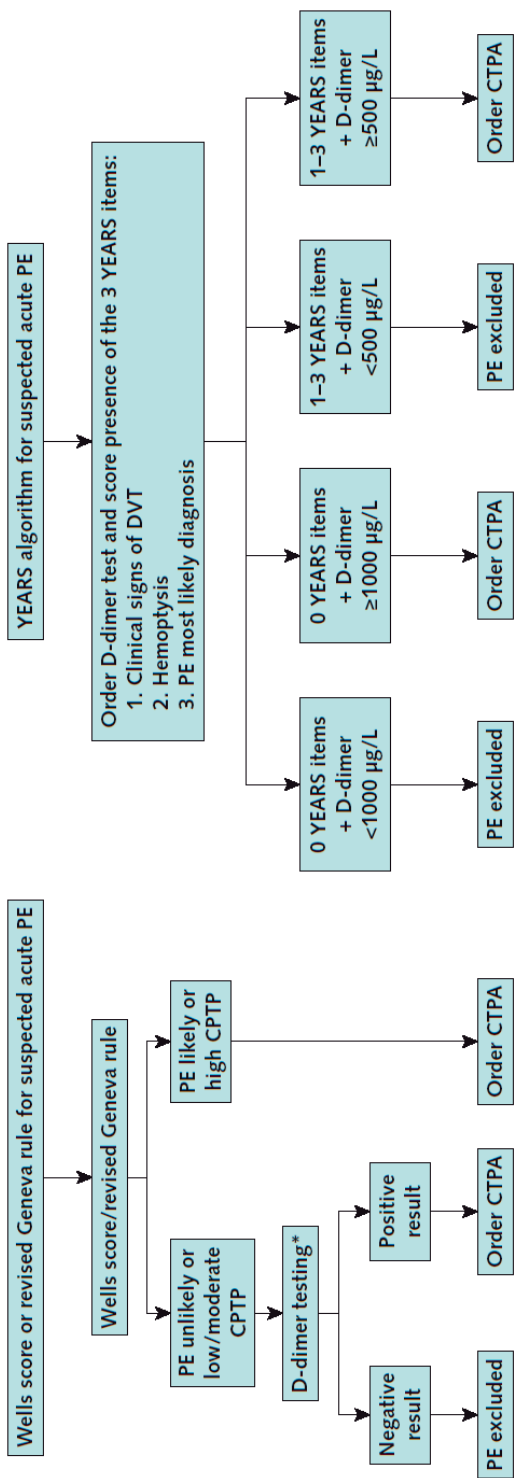 Wells score or revised Geneva rule for suspected acute PE
Wells score/revised Geneva rule
PE unlikely or
low/moderate
CPTP
PE likely or
high CPTP
D-dimer testing*
Negative
result
Positive
result
PE excluded
Order CTPA
Order CTPA
YEARS algorithm for suspected acute PE
Order D-dimer test and score presence of the 3 YEARS items:
1. Clinical signs of DVT
2. Hemoptysis
3. PE most likely diagnosis
0 YEARS items
+ D-dimer
<1000 μg/L
0 YEARS items
+ D-dimer
≥1000 μg/L
1–3 YEARS items
+ D-dimer
<500 μg/L
1–3 YEARS items
+ D-dimer
≥500 μg/L
PE excluded
Order CTPA
PE excluded
Order CTPA